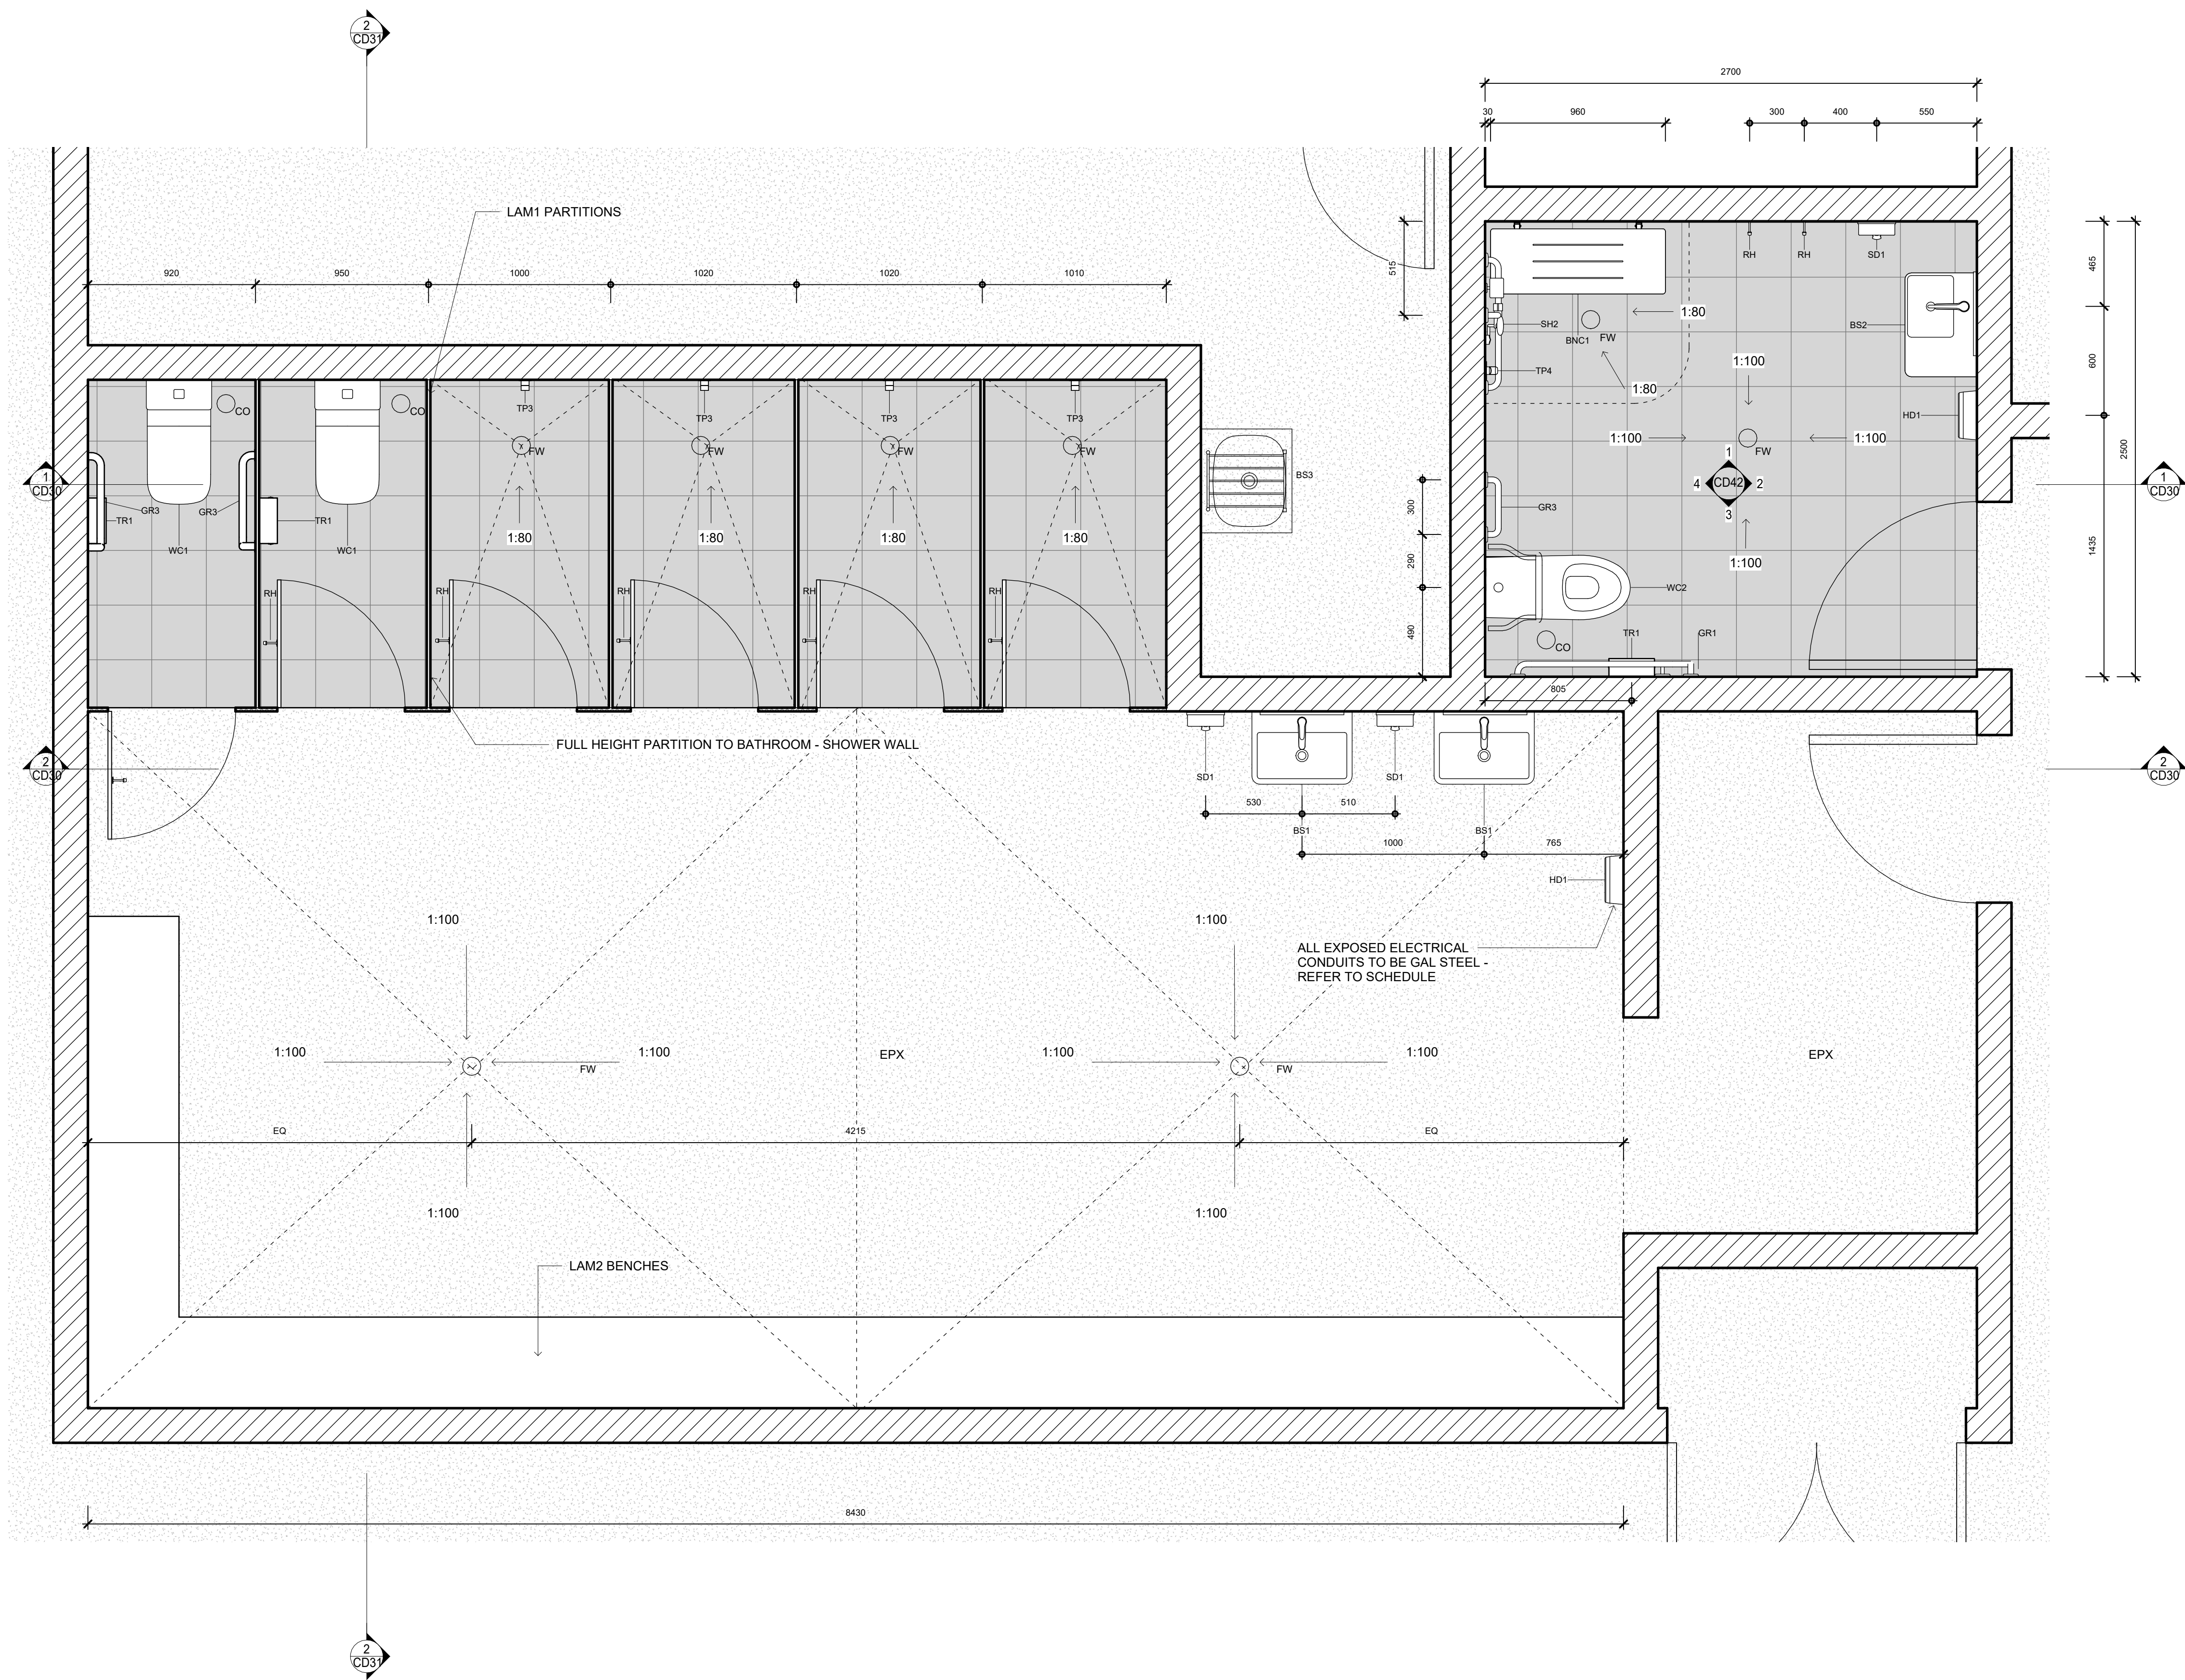 2
CD31
2700
30
960
300
400
550
LAM1 PARTITIONS
920
950
1000
1020
1020
1010
515
465
600
2500
1435
RH
RH
SD1
1:80
SH2
BNC1
FW
BS2
TP4
1:80
1:100
HD1
1:100
1:100
FW
1
4
CD42
2
3
GR3
1:100
WC2
TR1
GR1
CO
805
300
290
490
CO
CO
TP3
TP3
TP3
TP3
FW
FW
FW
FW
BS3
1
CD30
1
CD30
GR3
TR1
GR3
WC1
TR1
WC1
1:80
1:80
1:80
1:80
RH
RH
RH
RH
RH
FULL HEIGHT PARTITION TO BATHROOM - SHOWER WALL
2
CD30
2
CD30
SD1
SD1
530
510
BS1
BS1
1000
765
HD1
1:100
1:100
ALL EXPOSED ELECTRICAL
CONDUITS TO BE GAL STEEL -
REFER TO SCHEDULE
1:100
1:100
FW
EPX
1:100
1:100
FW
EPX
EQ
4215
EQ
1:100
1:100
LAM2 BENCHES
8430
2
CD31